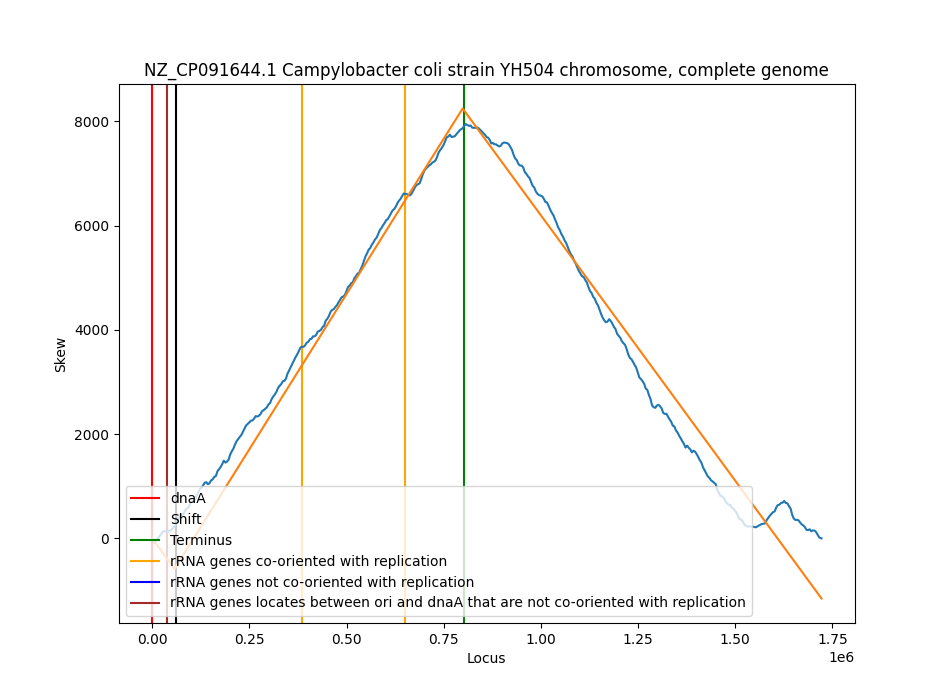 NZ_CP091644.1 Campylobacter coli strain YH504 chromosome, complete genome
8000
6000
4000
2000
0
Skew
dnaA
Shift
Terminus
rRNA genes co-oriented with replication
rRNA genes not co-oriented with replication
rRNA genes locates between ori and dnaA that are not co-oriented with replication
0.00 0.25 0.50 0.75 1.00 1.25 1.50 1.75
1e6
Locus